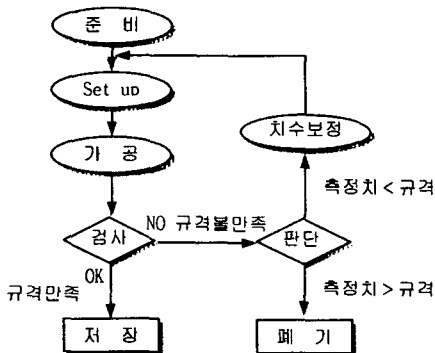 준 비
Set up
가 공
치수보정
측정치 < 규격
검사
NO 규격불만족
판단
OK
규격만족
측정치 > 규격
저 장
폐 기